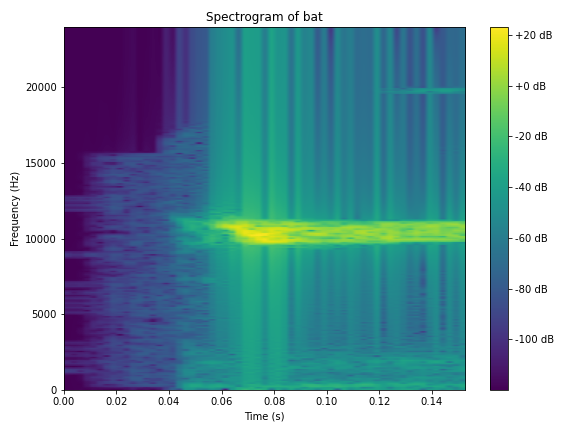 Spectrogram of bat
Frequency (Hz)
20000
15000
10000
5000
0
0.00 0.02 0.04 0.06 0.08 0.10 0.12 0.14
Time (s)
+20 dB
+0 dB
-20 dB
-40 dB
-60 dB
-80 dB
-100 dB